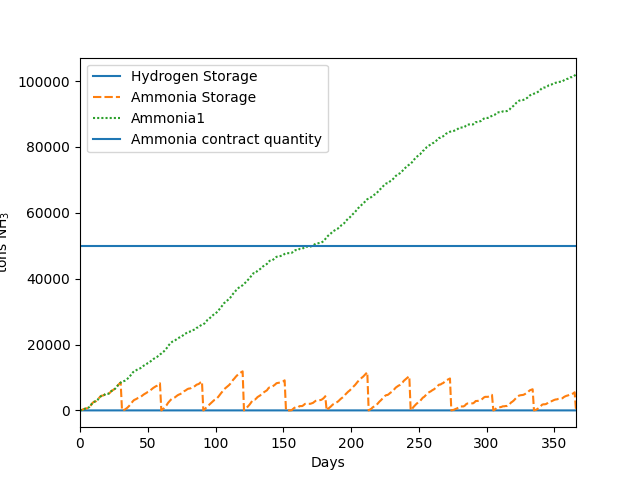 Hydrogen Storage
Ammonia Storage
Ammonia1
Ammonia contract quantity
100000
80000
60000
40000
20000
0
tons NH₃
0 50 100 150 200 250 300 350
Days